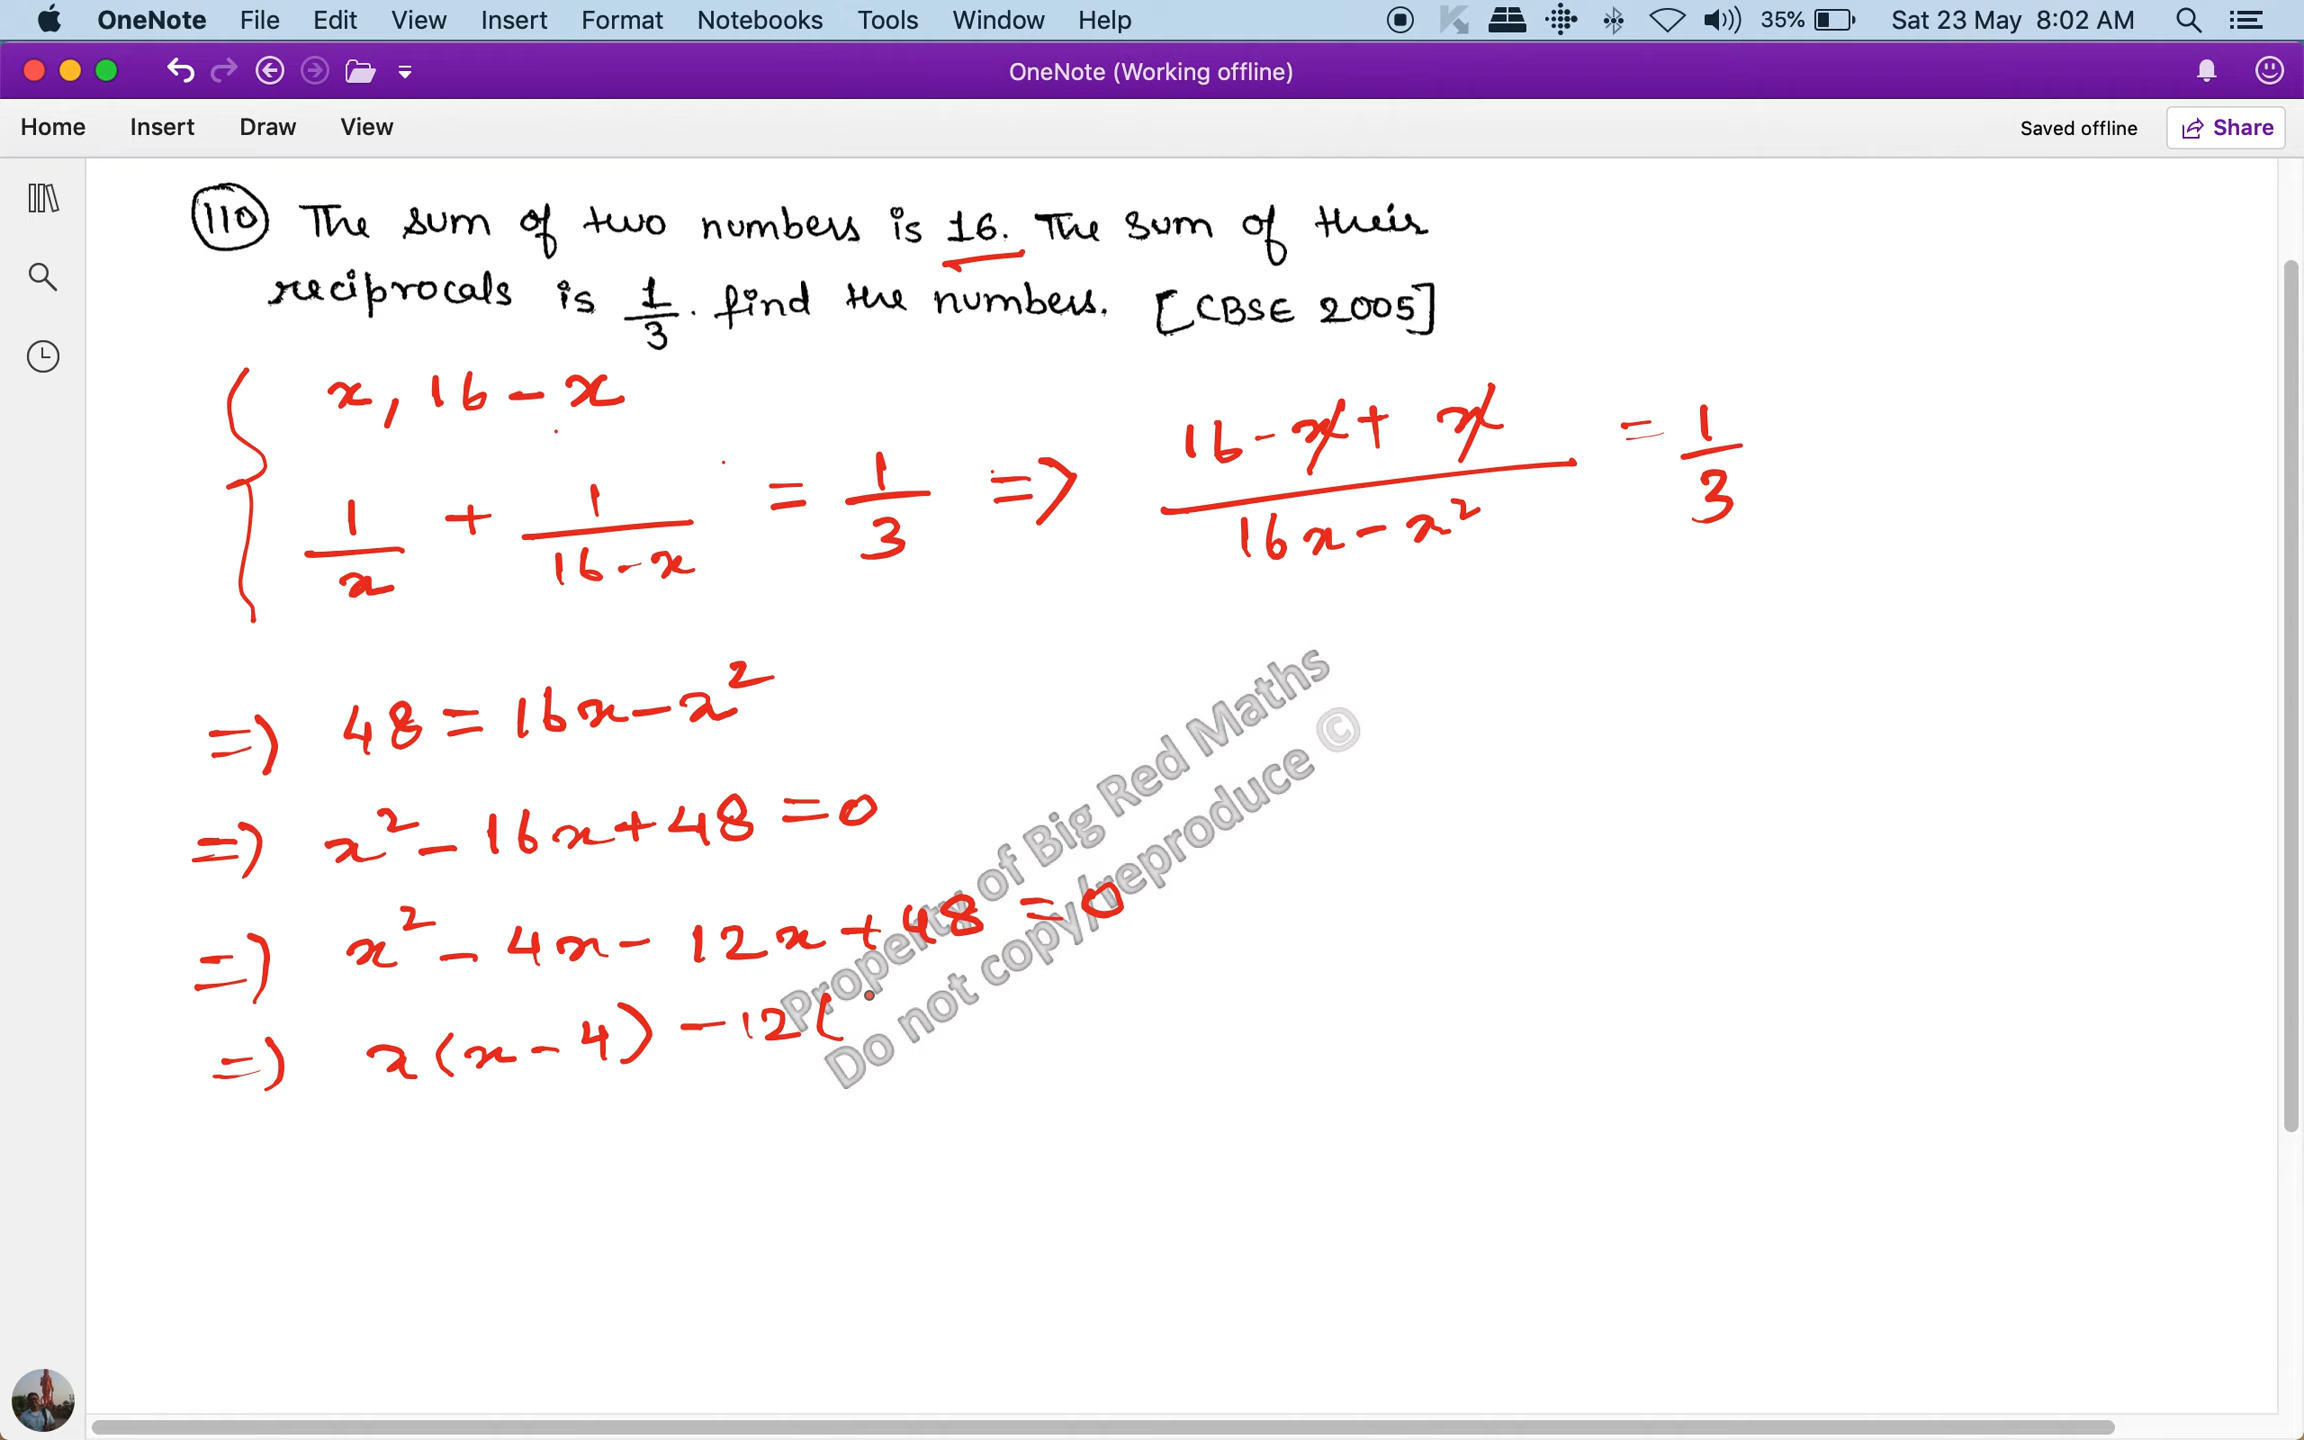 OneNote File Edit View Insert Format Notebooks Tools Window Help 35% Sat 23 May 8:02 AM
OneNote (Working offline)
Home Insert Draw View Saved offline Share
110 The sum of two numbers is 16. The sum of their
reciprocals is 1/3. find the numbers. [CBSE 2005]
x, 16 - x
1/x + 1/(16-x) = 1/3 => (16-x+x)/(16x-x²) = 1/3
=> 48 = 16x - x²
=> x² - 16x + 48 = 0
=> x² - 4x - 12x + 48 = 0
=> x(x-4) - 12(
Property of Big Red Maths
Do not copy/reproduce ©